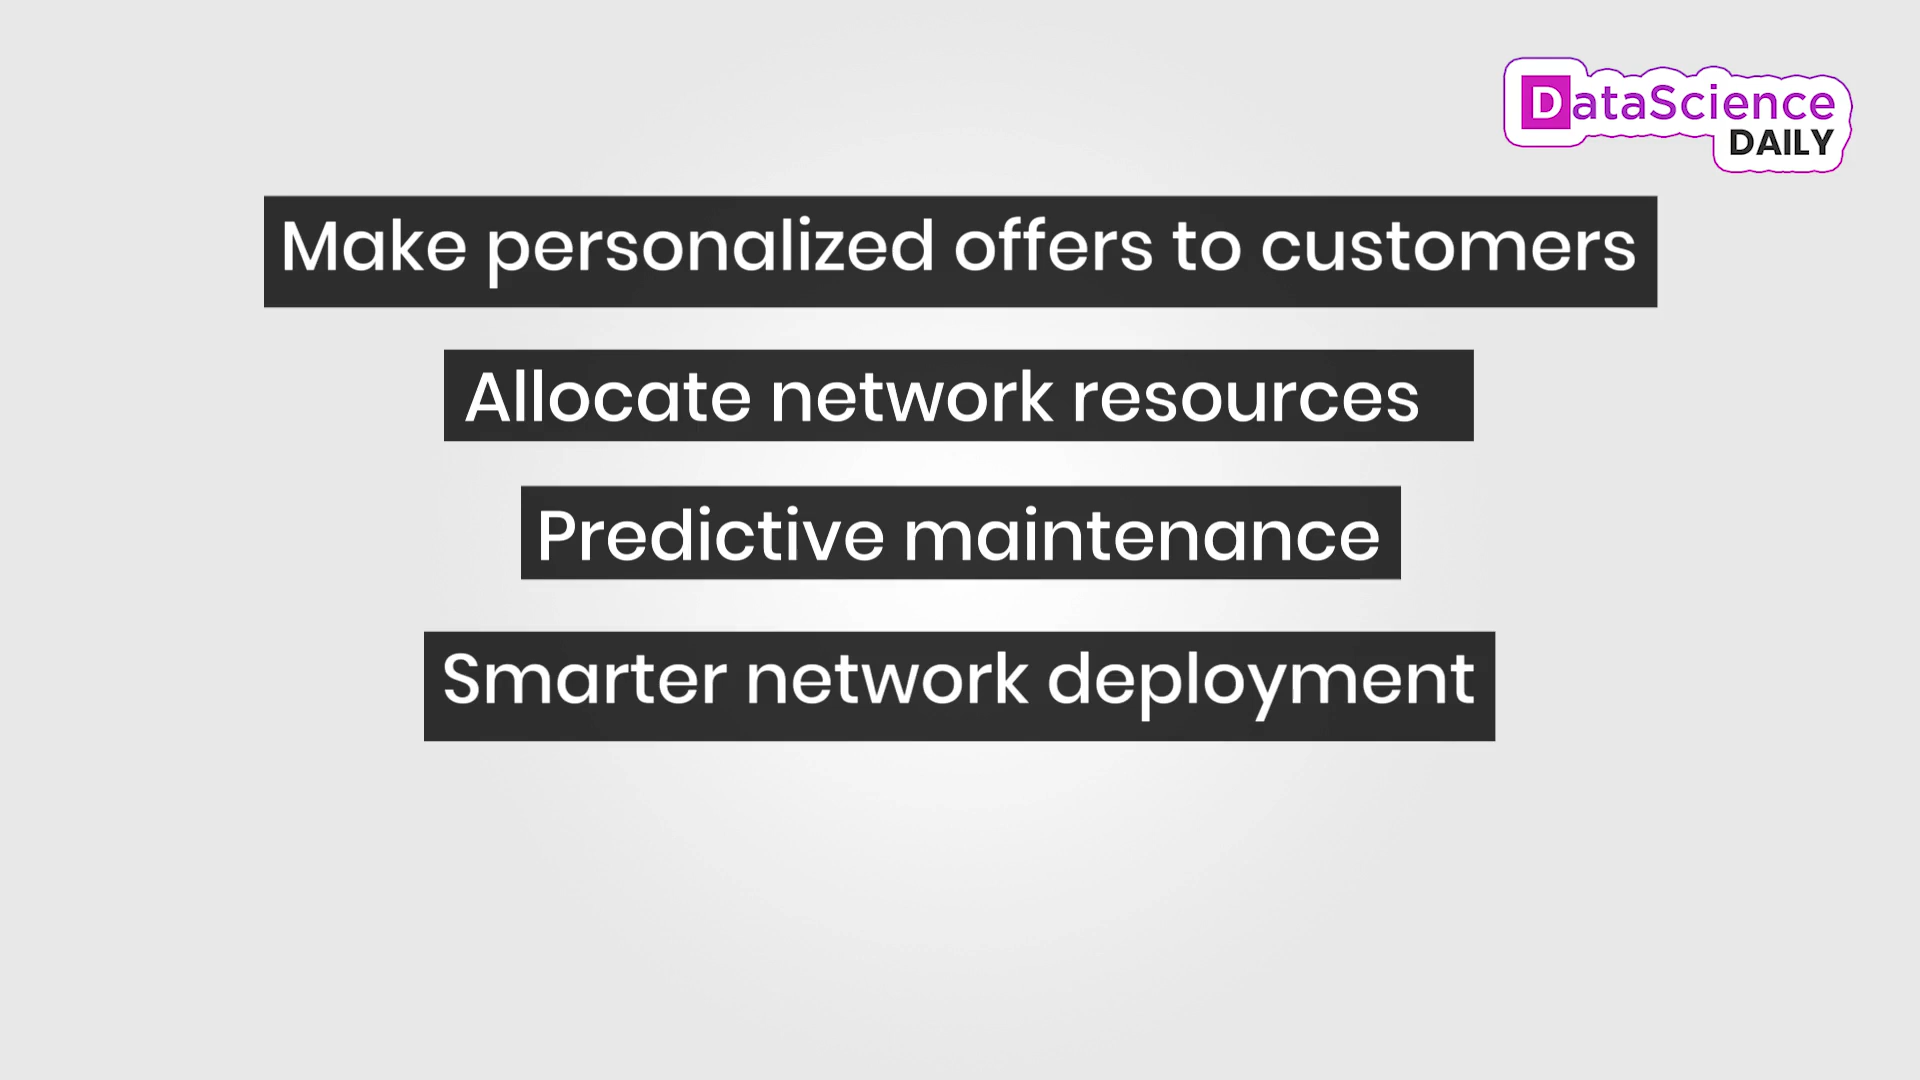 DataScience
DAILY
Make personalized offers to customers
Allocate network resources
Predictive maintenance
Smarter network deployment